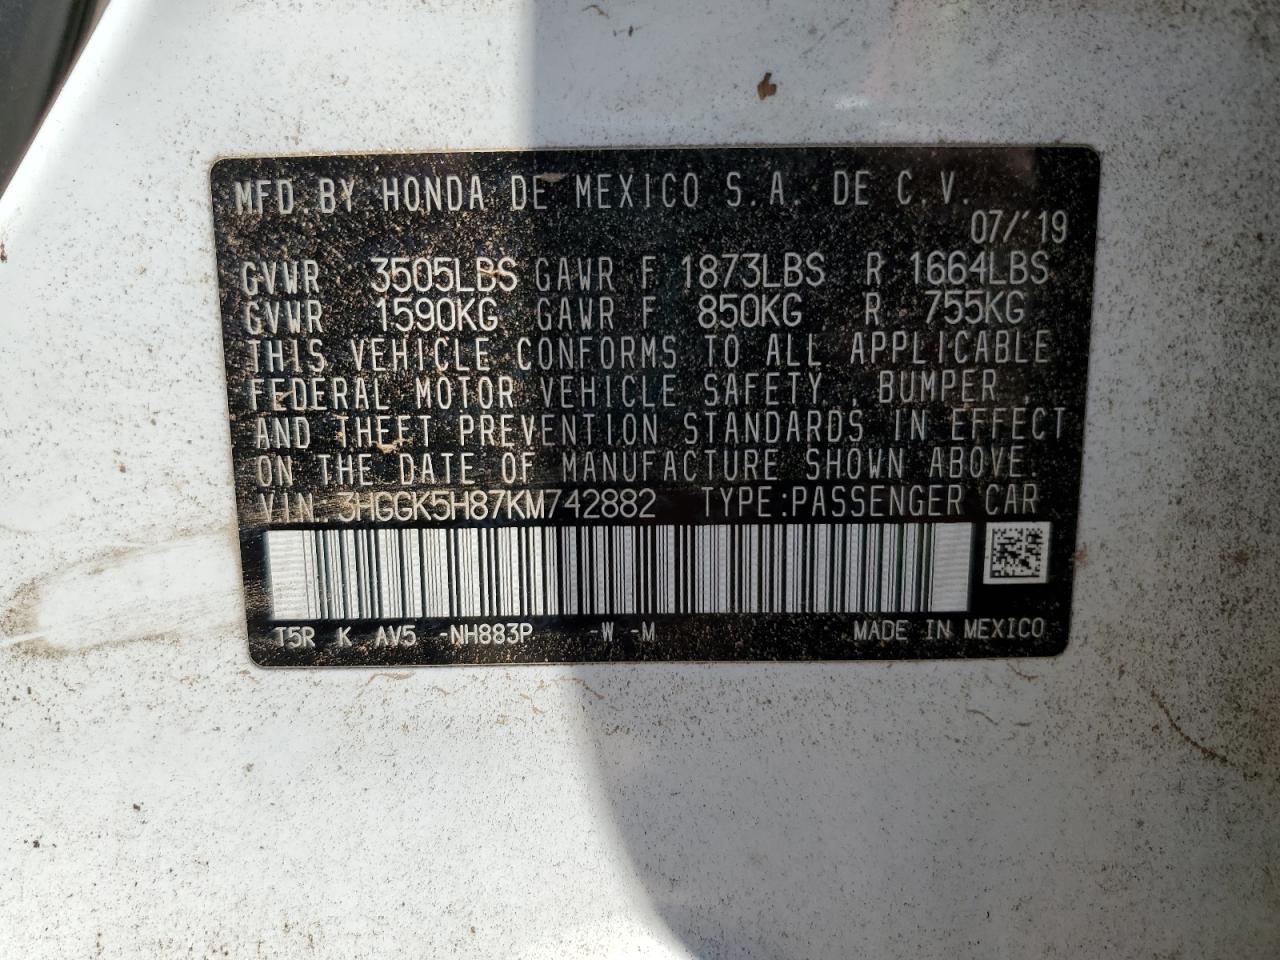 MFD.BY HONDA DE MEXICO S.A. DE C.V.
07/'19
GVWR 3505LBS GAWR F 1873LBS R 1664LBS
GVWR 1590KG GAWR F 850KG R 755KG
THIS VEHICLE CONFORMS TO ALL APPLICABLE
FEDERAL MOTOR VEHICLE SAFETY, BUMPER,
AND THEFT PREVENTION STANDARDS IN EFFECT
ON THE DATE OF MANUFACTURE SHOWN ABOVE.
VIN.3HGGK5H87KM742882 TYPE:PASSENGER CAR
T5R K AV5 -NH883P -W -M MADE IN MEXICO